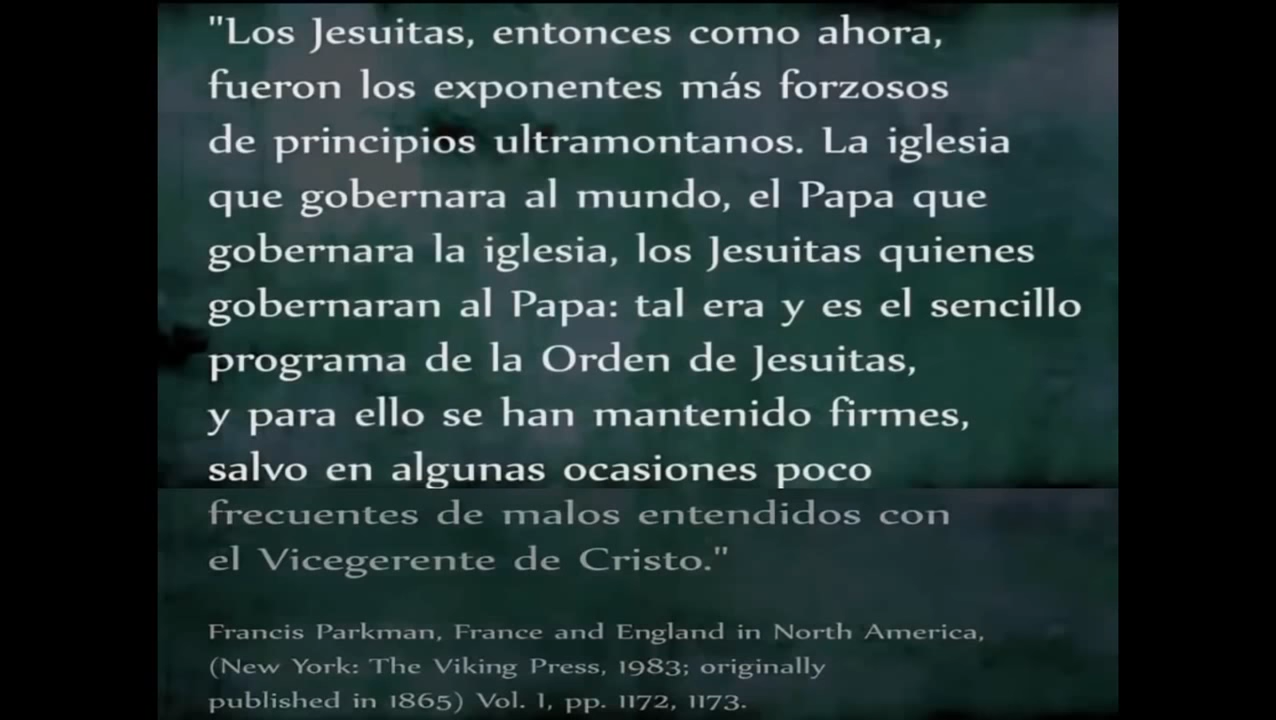 "Los Jesuitas, entonces como ahora,
fueron los exponentes más forzosos
de principios ultramontanos. La iglesia
que gobernara al mundo, el Papa que
gobernara la iglesia, los Jesuitas quienes
gobernaran al Papa: tal era y es el sencillo
programa de la Orden de Jesuitas,
y para ello se han mantenido firmes,
salvo en algunas ocasiones poco
frecuentes de malos entendidos con
el Vicegerente de Cristo."
Francis Parkman, France and England in North America,
(New York: The Viking Press, 1983; originally
published in 1865) Vol. 1, pp. 1172, 1173.